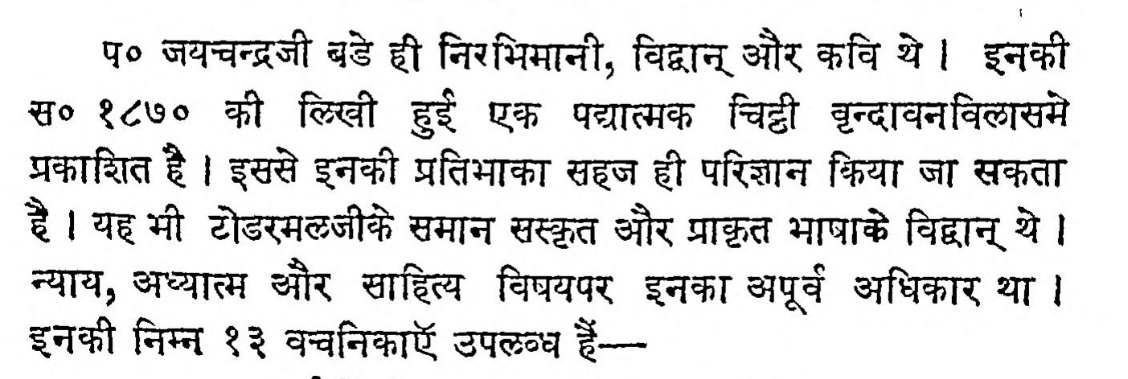 प० जयचन्द्रजी बडे ही निरभिमानी, विद्वान् और कवि थे । इनकी
स० १८७० की लिखी हुई एक पद्यात्मक चिट्ठी वृन्दावनविलासमे
प्रकाशित है । इससे इनकी प्रतिभाका सहज ही परिज्ञान किया जा सकता
है । यह भी टोडरमलजीके समान सस्कृत और प्राकृत भाषाके विद्वान् थे ।
न्याय, अध्यात्म और साहित्य विषयपर इनका अपूर्व अधिकार था ।
इनकी निम्न १३ वचनिकाऍ उपलब्ध हैं—